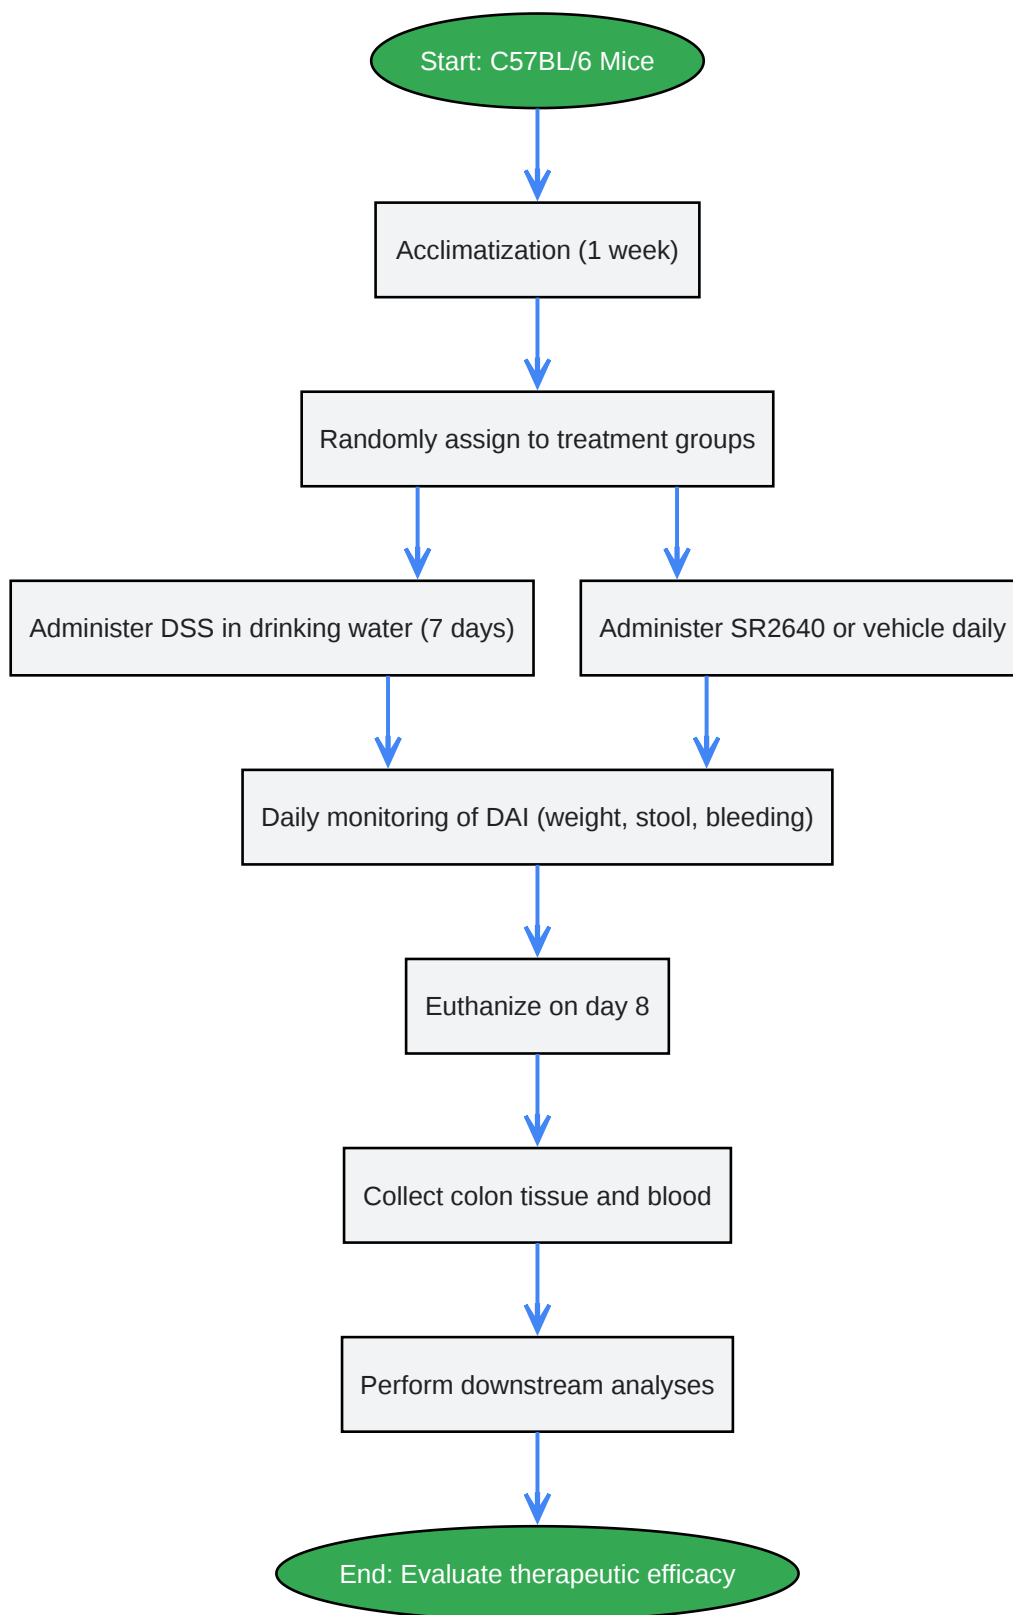 Start: C57BL/6 Mice
Acclimatization (1 week)
Randomly assign to treatment groups
Administer DSS in drinking water (7 days)
Administer SR2640 or vehicle daily
Daily monitoring of DAI (weight, stool, bleeding)
Euthanize on day 8
Collect colon tissue and blood
Perform downstream analyses
End: Evaluate therapeutic efficacy